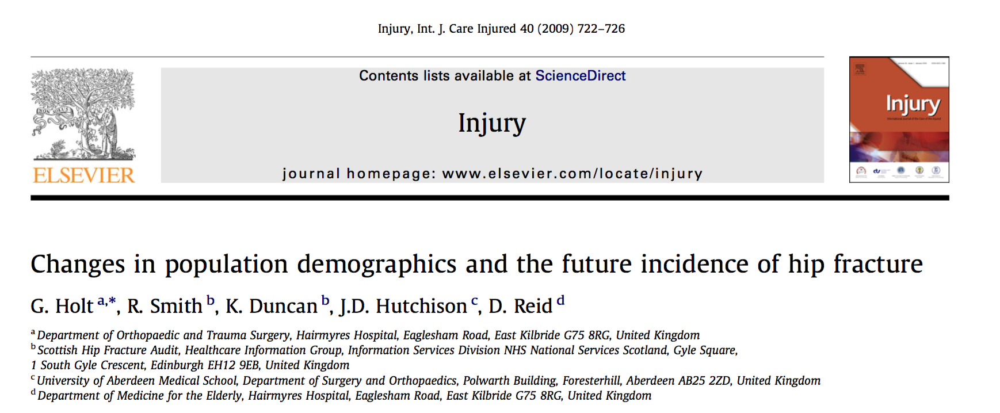 Injury, Int. J. Care Injured 40 (2009) 722–726
Contents lists available at ScienceDirect
Injury
journal homepage: www.elsevier.com/locate/injury
NON SOLUS
ELSEVIER
Injury
Changes in population demographics and the future incidence of hip fracture
G. Holt a,*, R. Smith b, K. Duncan b, J.D. Hutchison c, D. Reid d
a Department of Orthopaedic and Trauma Surgery, Hairmyres Hospital, Eaglesham Road, East Kilbride G75 8RG, United Kingdom
b Scottish Hip Fracture Audit, Healthcare Information Group, Information Services Division NHS National Services Scotland, Gyle Square,
1 South Gyle Crescent, Edinburgh EH12 9EB, United Kingdom
c University of Aberdeen Medical School, Department of Surgery and Orthopaedics, Polwarth Building, Foresterhill, Aberdeen AB25 2ZD, United Kingdom
d Department of Medicine for the Elderly, Hairmyres Hospital, Eaglesham Road, East Kilbride G75 8RG, United Kingdom